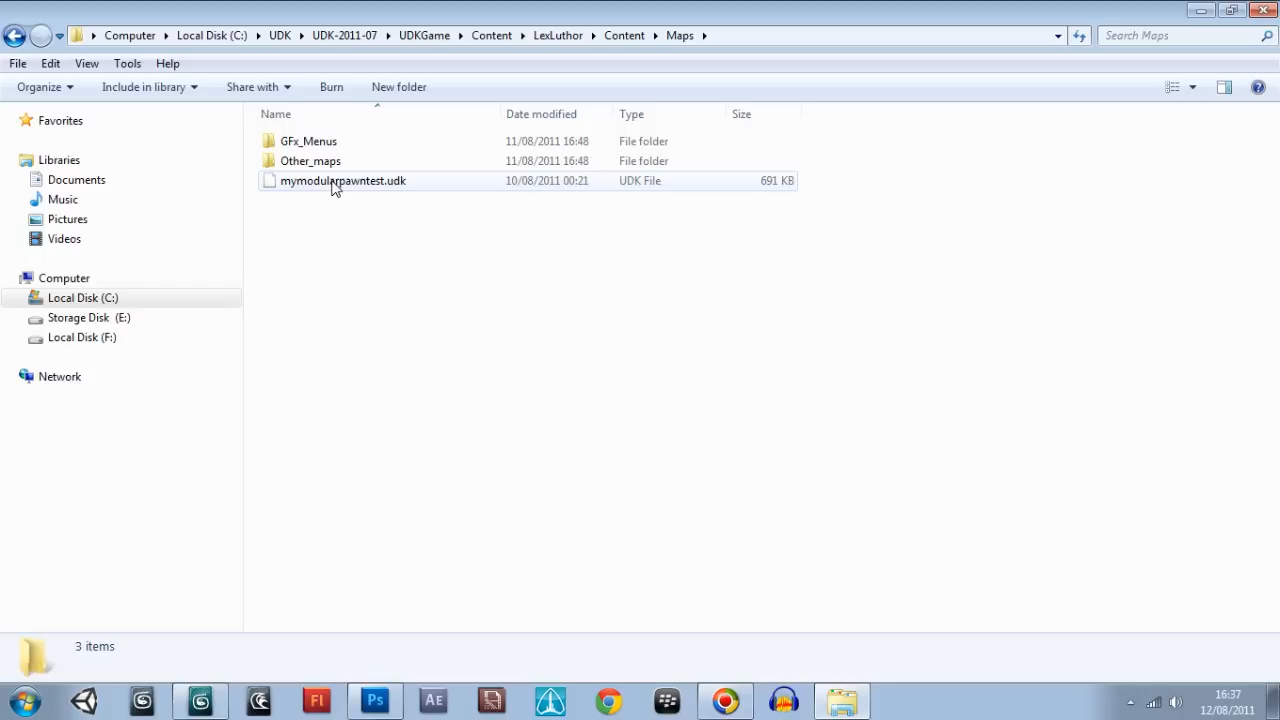 Computer Local Disk (C:) UDK UDK-2011-07 UDKGame Content LexLuthor Content Maps Search Maps
File Edit View Tools Help
Organize Include in library Share with Burn New folder
Name Date modified Type Size
Favorites
Libraries
Documents
Music
Pictures
Videos
Computer
Local Disk (C:)
Storage Disk (E:)
Local Disk (F:)
Network
GFx_Menus 11/08/2011 16:48 File folder
Other_maps 11/08/2011 16:48 File folder
mymodularpawntest.udk 10/08/2011 00:21 UDK File 691 KB
3 items
Fl Ps Ae
16:37
12/08/2011